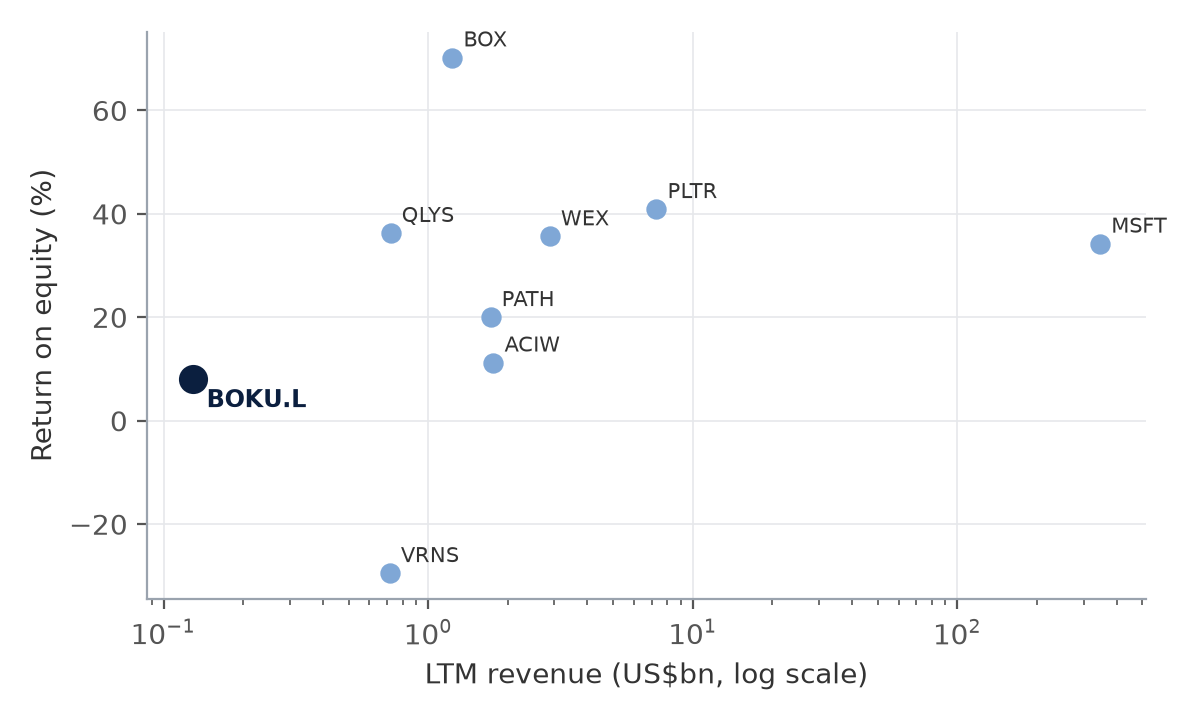 BOX
60
PLTR
40
QLYS
WEX
MSFT
PATH
20
ACIW
BOKU.L
0
−20
VRNS
10⁻¹
10⁰
10¹
10²
Return on equity (%)
LTM revenue (US$bn, log scale)